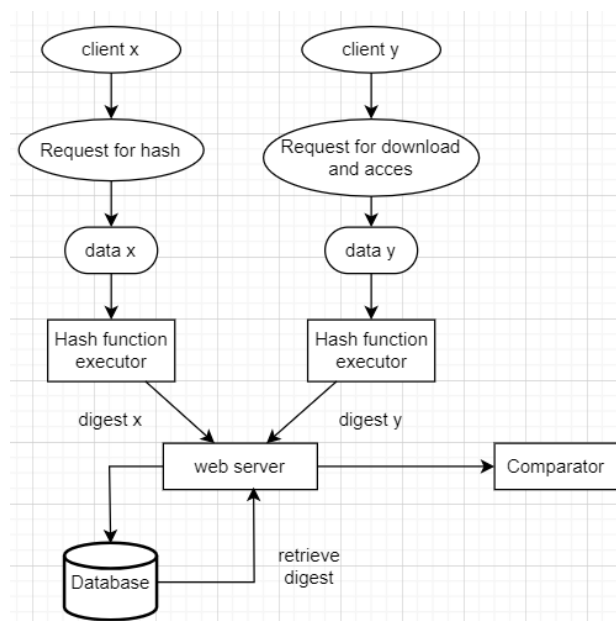 client x
client y
Request for hash
Request for download
and acces
data x
data y
Hash function
executor
Hash function
executor
digest x
digest y
web server
Comparator
Database
retrieve
digest